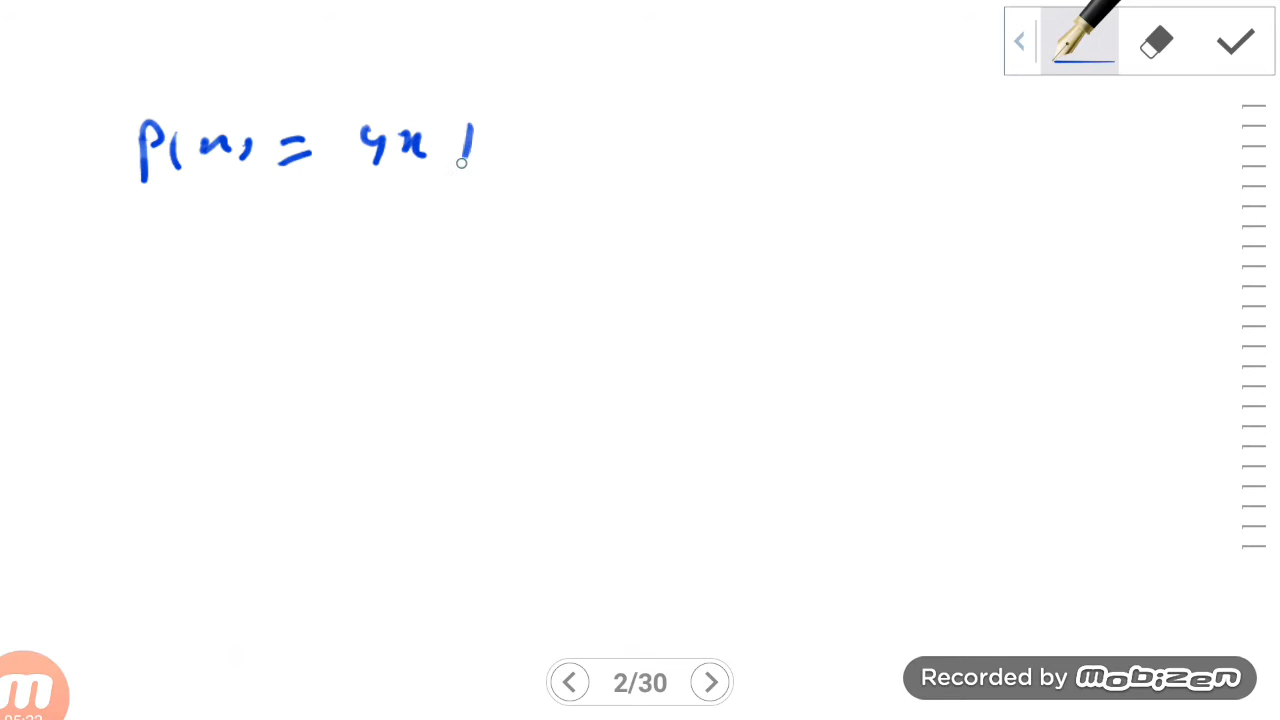 P(x) = 4x
2/30
Recorded by mobizen